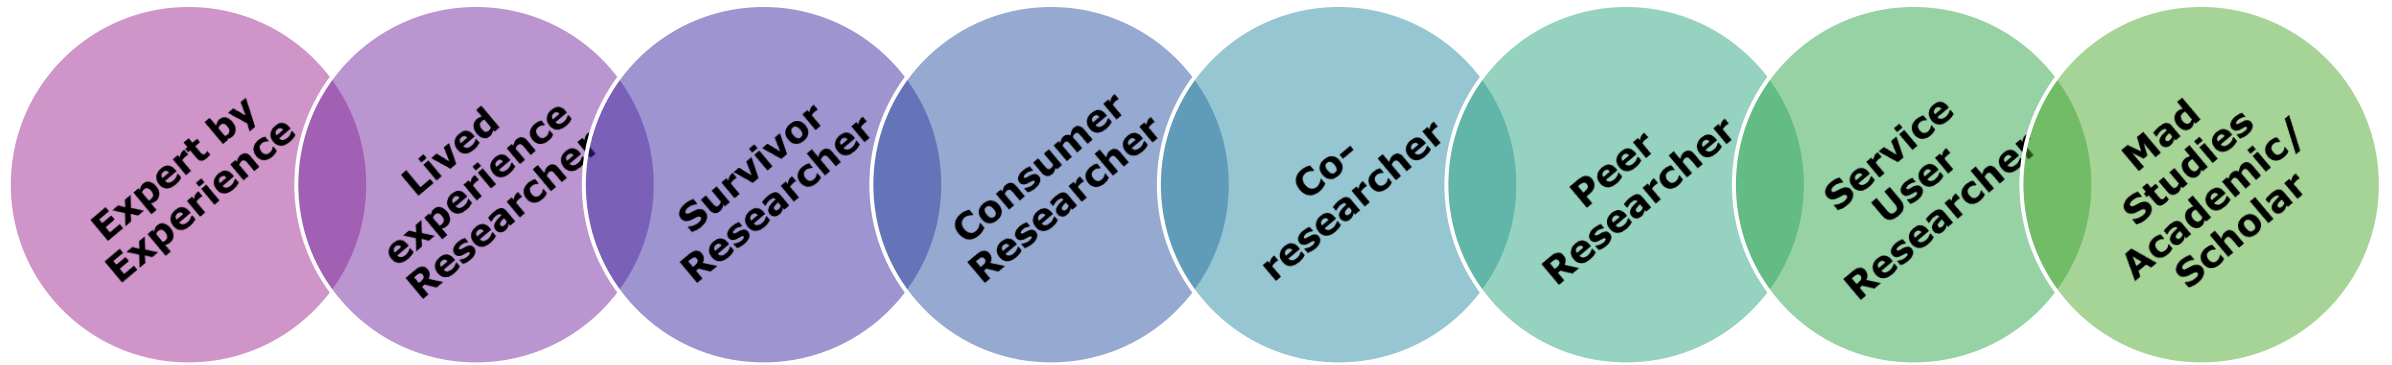 Expert by
Experience
Lived
experience
Researcher
Survivor
Researcher
Consumer
Researcher
Co-
researcher
Peer
Researcher
Service
User
Researcher
Mad
Studies
Academic/
Scholar